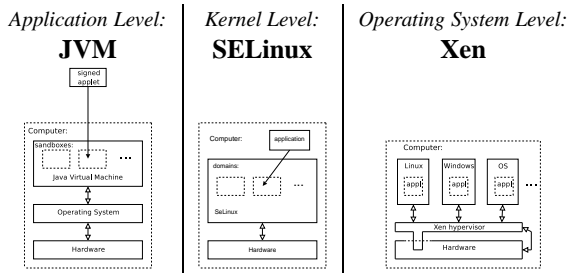 Application Level:
JVM
signed
applet
Computer:
sandboxes:
...
Java Virtual Machine
Operating System
Hardware
Kernel Level:
SELinux
Computer:
application
domains:
...
SeLinux
Hardware
Operating System Level:
Xen
Computer:
Linux Windows OS
appl appl appl ...
Xen hypervisor
Hardware